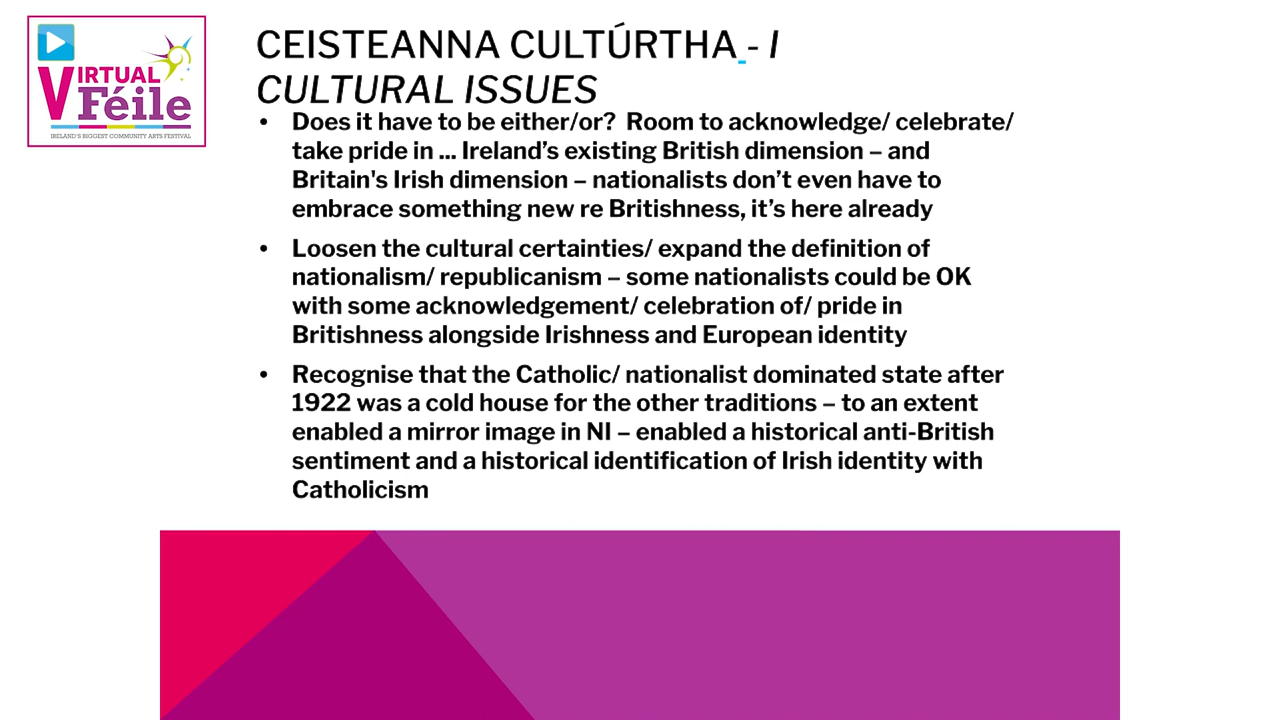 VIRTUAL
Féile
IRELAND'S BIGGEST COMMUNITY ARTS FESTIVAL
CEISTEANNA CULTÚRTHA - I
CULTURAL ISSUES
• Does it have to be either/or?  Room to acknowledge/ celebrate/
take pride in ... Ireland’s existing British dimension – and
Britain's Irish dimension – nationalists don’t even have to
embrace something new re Britishness, it’s here already
• Loosen the cultural certainties/ expand the definition of
nationalism/ republicanism – some nationalists could be OK
with some acknowledgement/ celebration of/ pride in
Britishness alongside Irishness and European identity
• Recognise that the Catholic/ nationalist dominated state after
1922 was a cold house for the other traditions – to an extent
enabled a mirror image in NI – enabled a historical anti-British
sentiment and a historical identification of Irish identity with
Catholicism